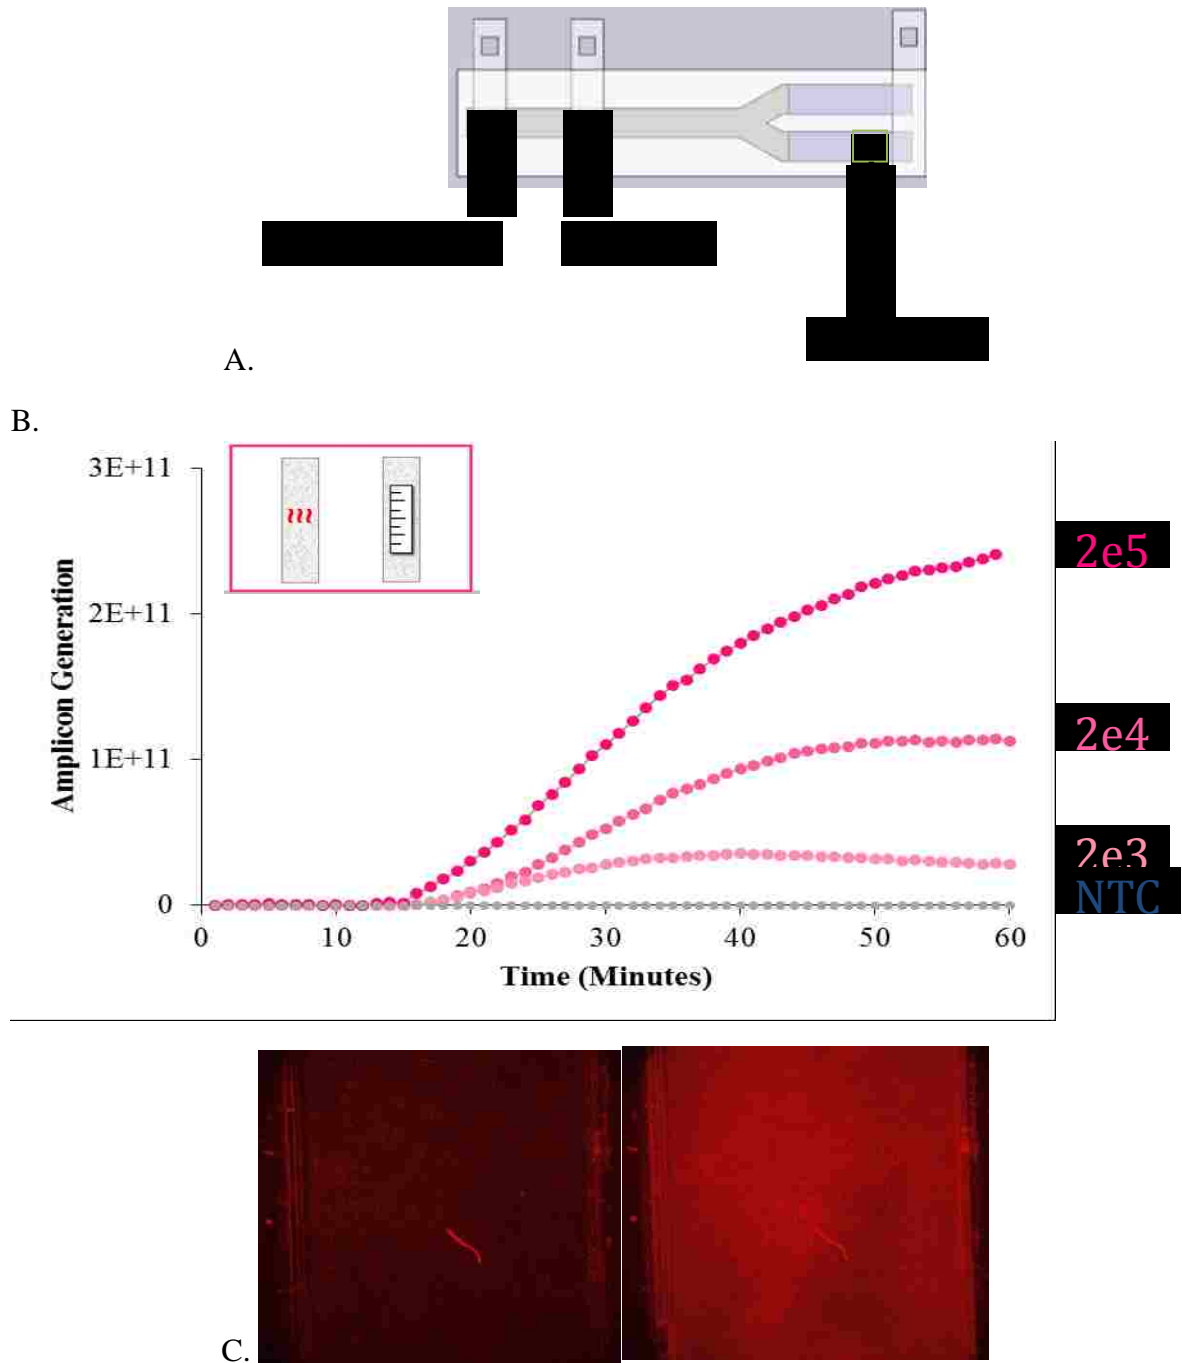 A.
B.
3E+11
2E+11
1E+11
0
Amplicon Generation
0 10 20 30 40 50 60
Time (Minutes)
2e5
2e4
2e3
NTC
C.